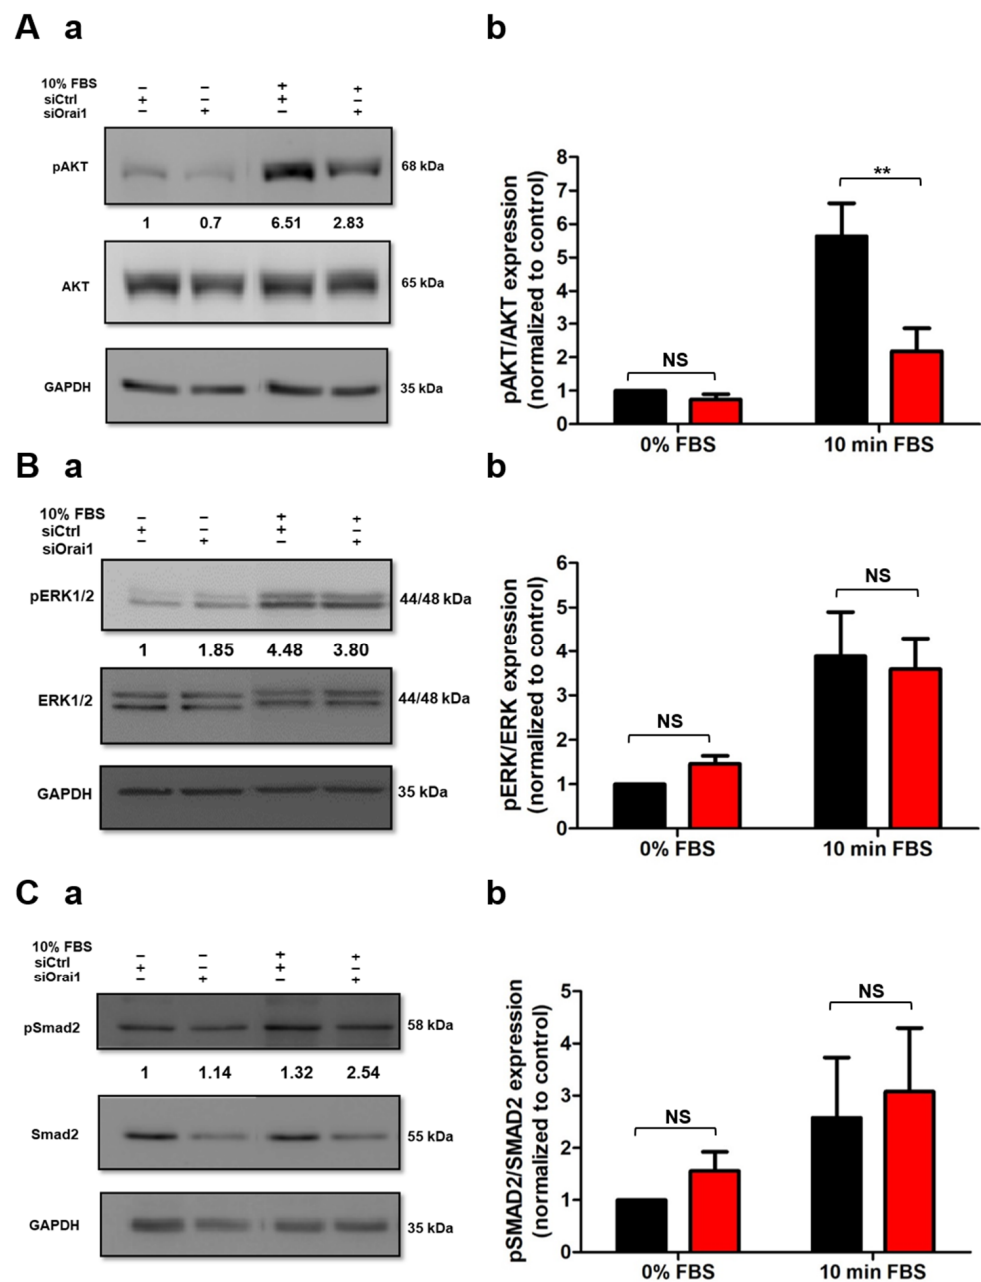 A a
b
10% FBS – – + +
siCtrl + – + –
siOrai1 – + – +
pAKT
68 kDa
1 0.7 6.51 2.83
AKT
65 kDa
GAPDH
35 kDa
pAKT/AKT expression
(normalized to control)
8
7
6
5
4
3
2
1
0
NS
**
0% FBS
10 min FBS
B a
b
10% FBS – – + +
siCtrl + – + –
siOrai1 – + – +
pERK1/2
44/48 kDa
1 1.85 4.48 3.80
ERK1/2
44/48 kDa
GAPDH
35 kDa
pERK/ERK expression
(normalized to control)
6
5
4
3
2
1
0
NS
NS
0% FBS
10 min FBS
C a
b
10% FBS – – + +
siCtrl + – + –
siOrai1 – + – +
pSmad2
58 kDa
1 1.14 1.32 2.54
Smad2
55 kDa
GAPDH
35 kDa
pSMAD2/SMAD2 expression
(normalized to control)
5
4
3
2
1
0
NS
NS
0% FBS
10 min FBS